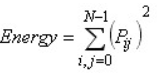 Energy = \sum_{i,j=0}^{N-1} (P_{ij})^2